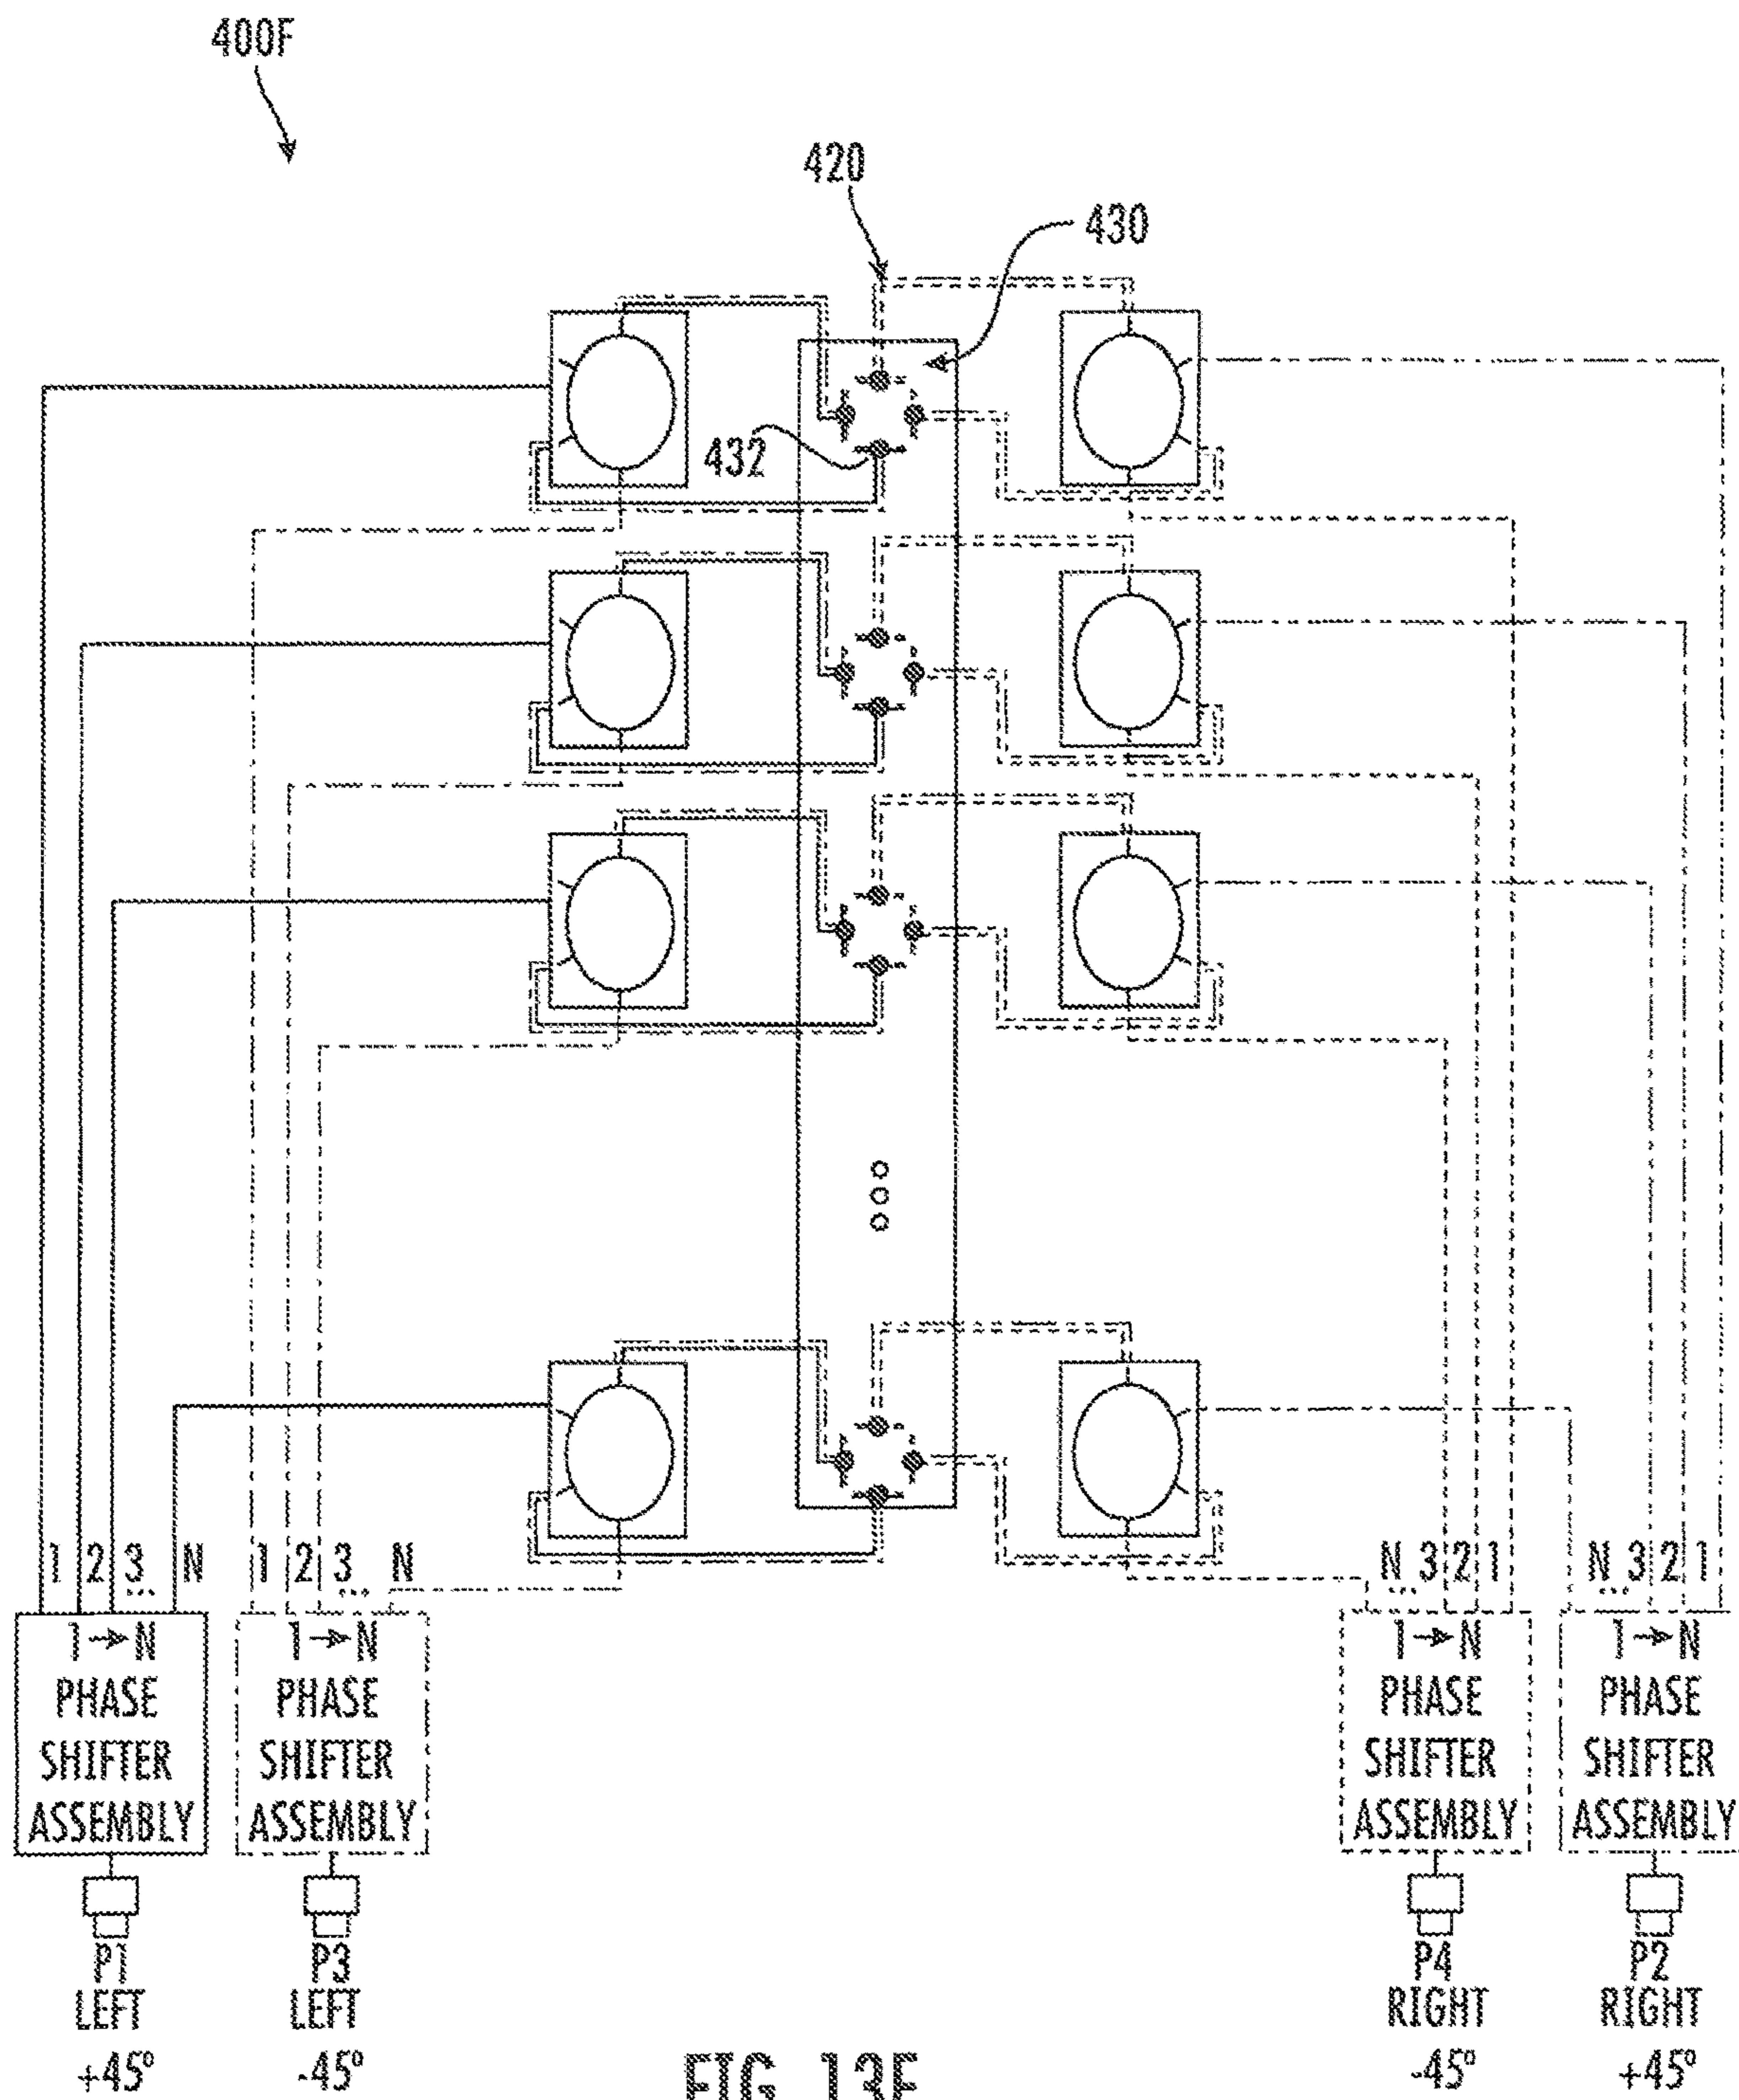 400F
420
430
432
1 2 3 ... N
1 2 3 ... N
N ... 3 2 1
N ... 3 2 1
1→N
PHASE
SHIFTER
ASSEMBLY
P1
LEFT
+45°
1→N
PHASE
SHIFTER
ASSEMBLY
P3
LEFT
-45°
1→N
PHASE
SHIFTER
ASSEMBLY
P4
RIGHT
-45°
1→N
PHASE
SHIFTER
ASSEMBLY
P2
RIGHT
+45°
FIG. 13F